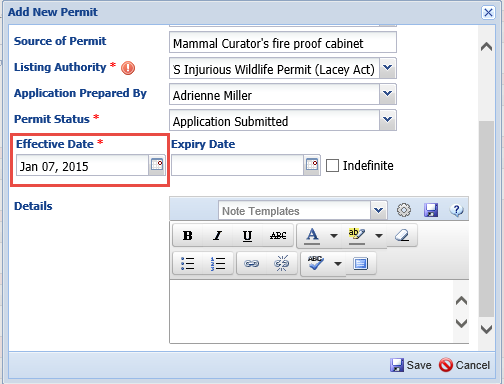 Add New Permit
Source of Permit Mammal Curator's fire proof cabinet
Listing Authority * S Injurious Wildlife Permit (Lacey Act)
Application Prepared By Adrienne Miller
Permit Status * Application Submitted
Effective Date * Expiry Date
Jan 07, 2015 Indefinite
Details
Note Templates
B I U ABC A ab
ABC
Save Cancel